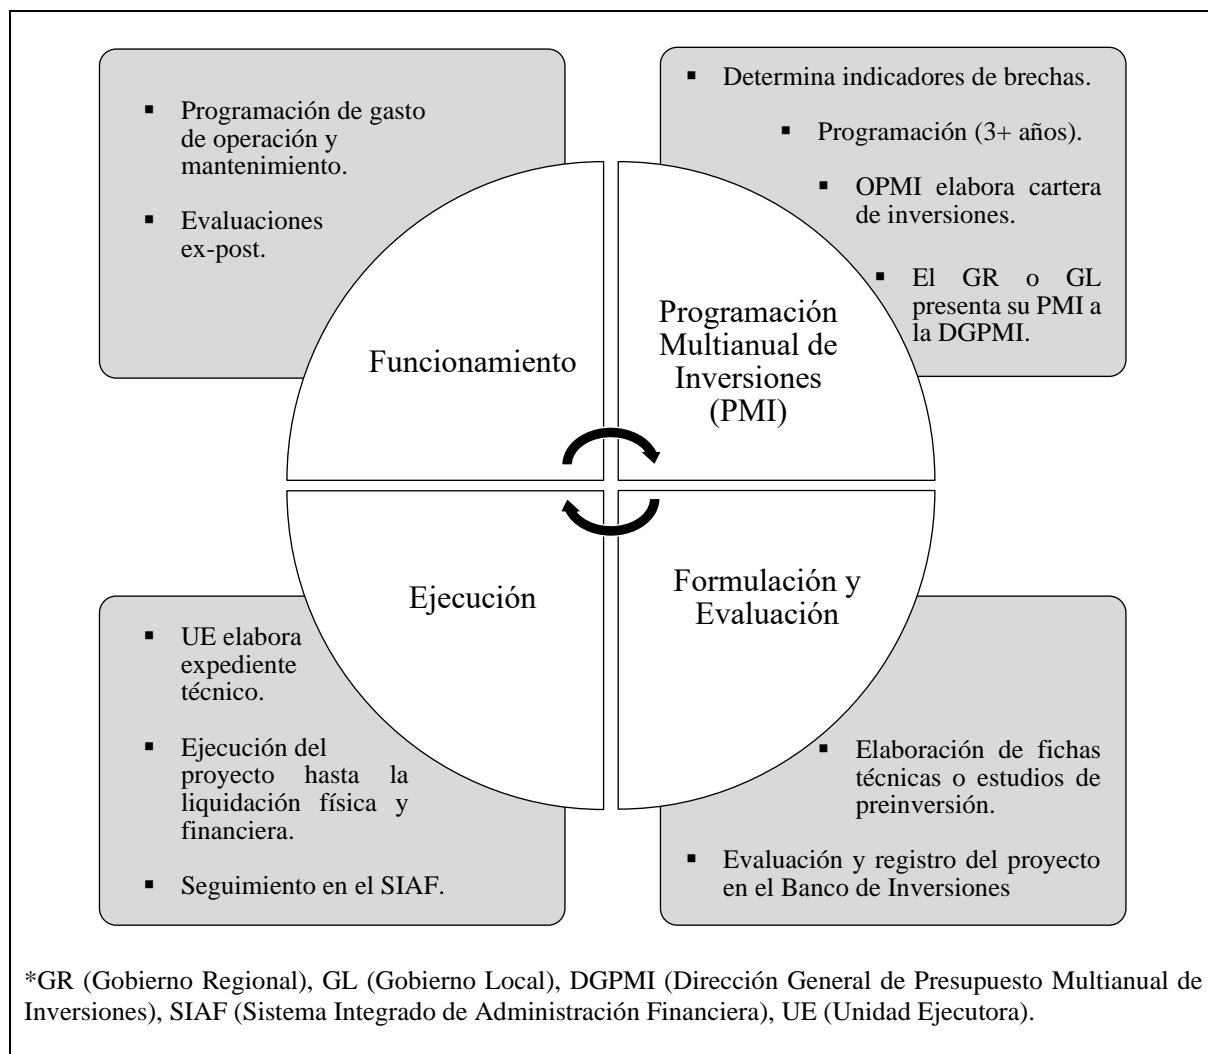 ▪ Programación de gasto
de operación y
mantenimiento.
▪ Evaluaciones
ex-post.
▪ Determina indicadores de brechas.
▪ Programación (3+ años).
▪ OPMI elabora cartera
de inversiones.
▪ El GR o GL
presenta su PMI a
la DGPMI.
Funcionamiento
Programación
Multianual de
Inversiones
(PMI)
Ejecución
Formulación y
Evaluación
▪ UE elabora
expediente
técnico.
▪ Ejecución del
proyecto hasta la
liquidación física y
financiera.
▪ Seguimiento en el SIAF.
▪ Elaboración de fichas
técnicas o estudios de
preinversión.
▪ Evaluación y registro del proyecto
en el Banco de Inversiones
*GR (Gobierno Regional), GL (Gobierno Local), DGPMI (Dirección General de Presupuesto Multianual de
Inversiones), SIAF (Sistema Integrado de Administración Financiera), UE (Unidad Ejecutora).